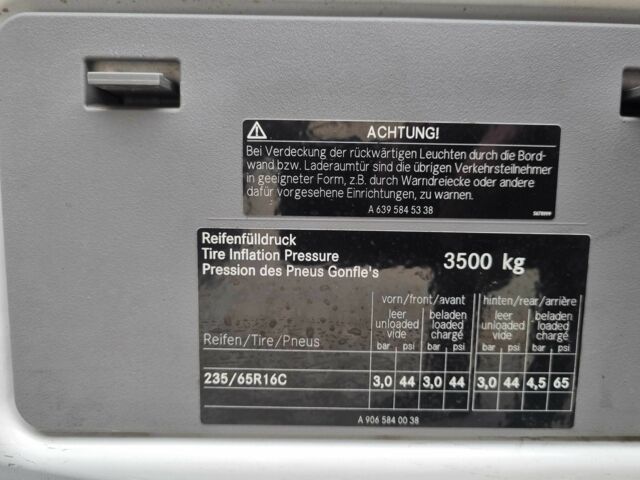 ACHTUNG!
Bei Verdeckung der rückwärtigen Leuchten durch die Bord-
wand bzw. Laderaumtür sind die übrigen Verkehrsteilnehmer
in geeigneter Form, z.B. durch Warndreiecke oder andere
dafür vorgesehene Einrichtungen, zu warnen.
A 639 584 53 38
Reifenfülldruck
Tire Inflation Pressure
Pression des Pneus Gonfle's
3500 kg
vorn/front/avant hinten/rear/arrière
leer beladen leer beladen
unloaded loaded unloaded loaded
vide chargé vide chargé
Reifen/Tire/Pneus bar psi bar psi bar psi bar psi
235/65R16C 3,0 44 3,0 44 3,0 44 4,5 65
A 906 584 00 38